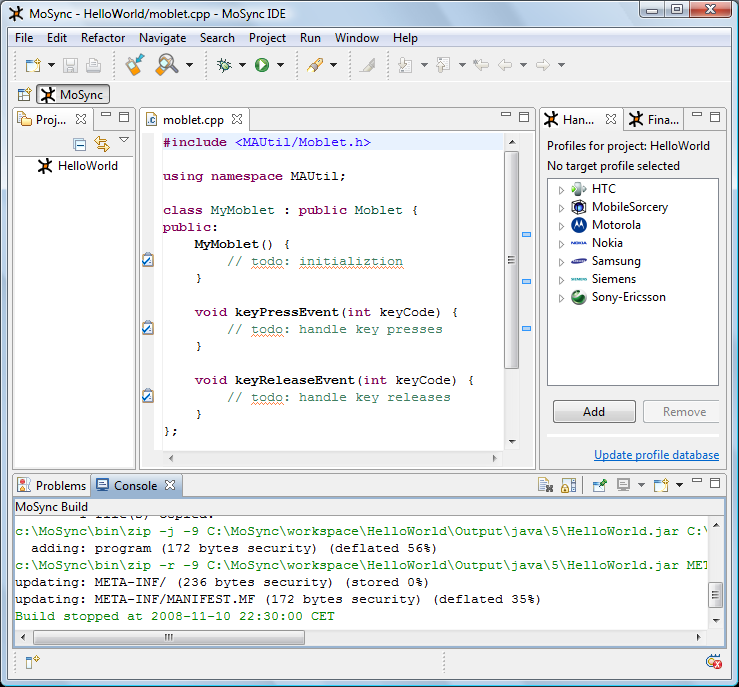 MoSync - HelloWorld/moblet.cpp - MoSync IDE
File Edit Refactor Navigate Search Project Run Window Help
MoSync
Proj...
HelloWorld
moblet.cpp
#include <MAUtil/Moblet.h>
using namespace MAUtil;
class MyMoblet : public Moblet {
public:
MyMoblet() {
// todo: initializtion
}
void keyPressEvent(int keyCode) {
// todo: handle key presses
}
void keyReleaseEvent(int keyCode) {
// todo: handle key releases
}
};
Han... Fina...
Profiles for project: HelloWorld
No target profile selected
HTC
MobileSorcery
Motorola
NOKIA Nokia
Samsung
SIEMENS Siemens
Sony-Ericsson
Add Remove
Update profile database
Problems Console
MoSync Build
c:\MoSync\bin\zip -j -9 C:\MoSync\workspace\HelloWorld\Output\java\5\HelloWorld.jar C:\
adding: program (172 bytes security) (deflated 56%)
c:\MoSync\bin\zip -r -9 C:\MoSync\workspace\HelloWorld\Output\java\5\HelloWorld.jar MET
updating: META-INF/ (236 bytes security) (stored 0%)
updating: META-INF/MANIFEST.MF (172 bytes security) (deflated 35%)
Build stopped at 2008-11-10 22:30:00 CET